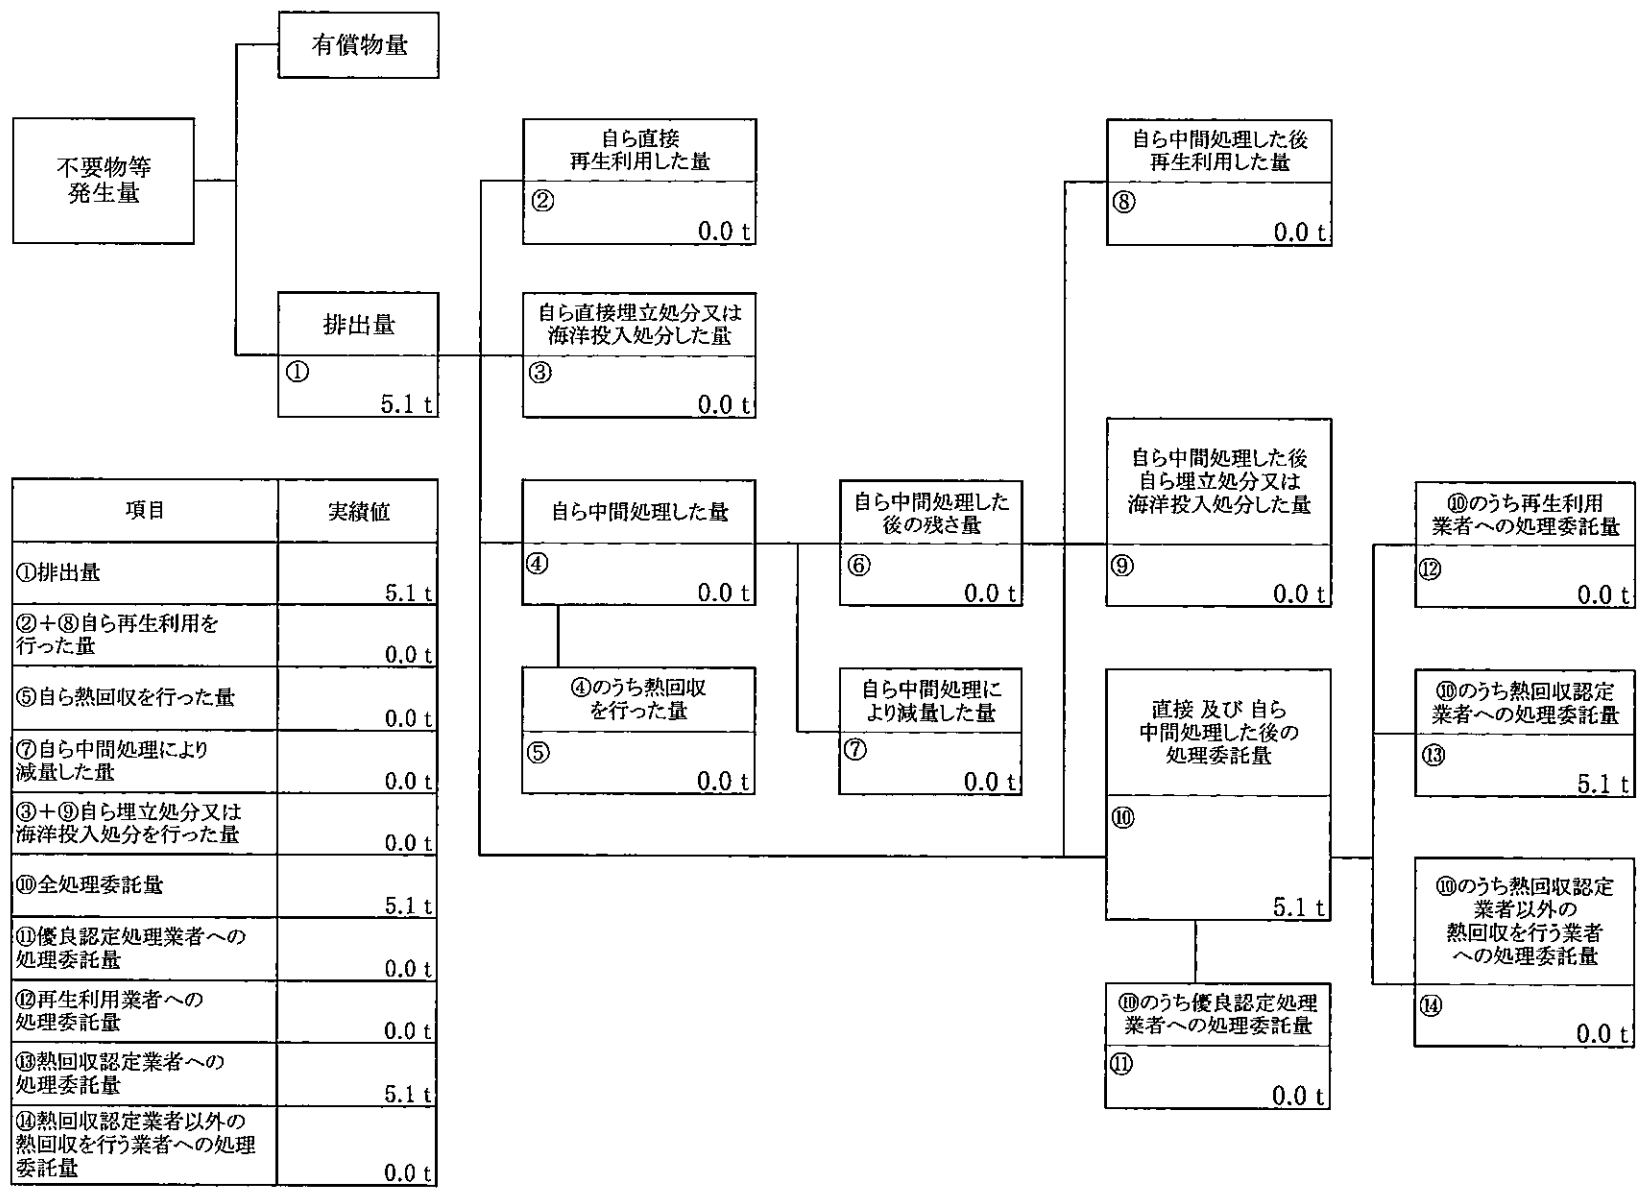 有償物量
不要物等
発生量
自ら直接
再生利用した量
②
0.0 t
自ら中間処理した後
再生利用した量
⑧
0.0 t
排出量
①
5.1 t
自ら直接埋立処分又は
海洋投入処分した量
③
0.0 t
自ら中間処理した量
④
0.0 t
自ら中間処理した
後の残さ量
⑥
0.0 t
自ら中間処理した後
自ら埋立処分又は
海洋投入処分した量
⑨
0.0 t
⑩のうち再生利用
業者への処理委託量
⑫
0.0 t
④のうち熱回収
を行った量
⑤
0.0 t
自ら中間処理に
より減量した量
⑦
0.0 t
直接 及び 自ら
中間処理した後の
処理委託量
⑩
5.1 t
⑩のうち熱回収認定
業者への処理委託量
⑬
5.1 t
⑩のうち熱回収認定
業者以外の
熱回収を行う業者
への処理委託量
⑭
0.0 t
⑩のうち優良認定処理
業者への処理委託量
⑪
0.0 t
項目 実績値
①排出量
5.1 t
②+⑧自ら再生利用を
行った量
0.0 t
⑤自ら熱回収を行った量
0.0 t
⑦自ら中間処理により
減量した量
0.0 t
③+⑨自ら埋立処分又は
海洋投入処分を行った量
0.0 t
⑩全処理委託量
5.1 t
⑪優良認定処理業者への
処理委託量
0.0 t
⑫再生利用業者への
処理委託量
0.0 t
⑬熱回収認定業者への
処理委託量
5.1 t
⑭熱回収認定業者以外の
熱回収を行う業者への処理
委託量
0.0 t